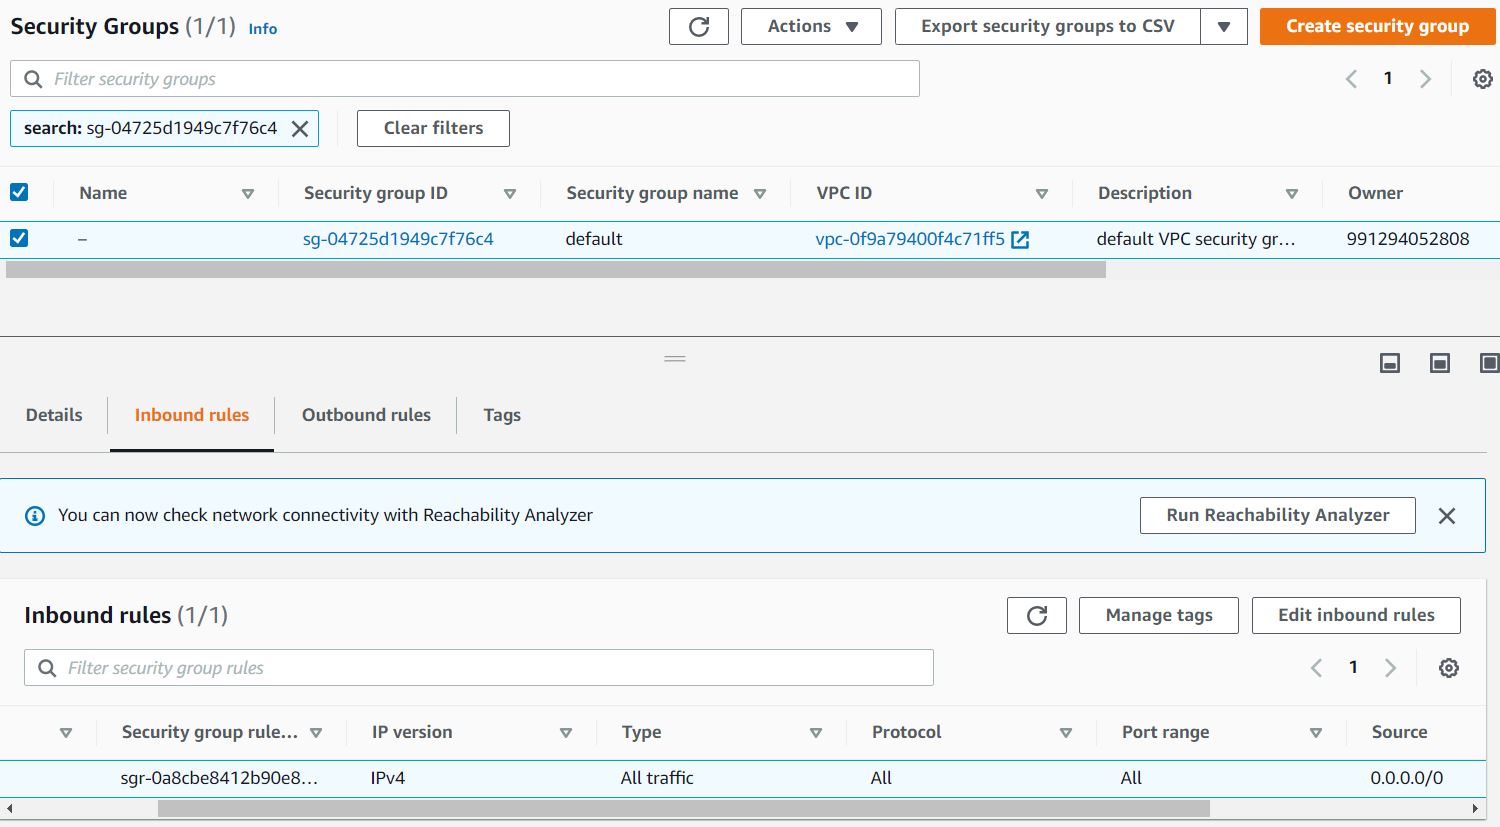 Security Groups (1/1) Info
Actions
Export security groups to CSV
Create security group
Filter security groups
1
search: sg-04725d1949c7f76c4
Clear filters
Name Security group ID Security group name VPC ID Description Owner
– sg-04725d1949c7f76c4 default vpc-0f9a79400f4c71ff5 default VPC security gr... 991294052808
Details Inbound rules Outbound rules Tags
You can now check network connectivity with Reachability Analyzer
Run Reachability Analyzer
Inbound rules (1/1)
Manage tags
Edit inbound rules
Filter security group rules
1
Security group rule... IP version Type Protocol Port range Source
sgr-0a8cbe8412b90e8... IPv4 All traffic All All 0.0.0.0/0